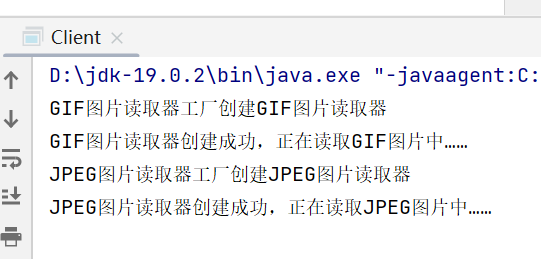 Client
D:\jdk-19.0.2\bin\java.exe "-javaagent:C:
GIF图片读取器工厂创建GIF图片读取器
GIF图片读取器创建成功，正在读取GIF图片中……
JPEG图片读取器工厂创建JPEG图片读取器
JPEG图片读取器创建成功，正在读取JPEG图片中……